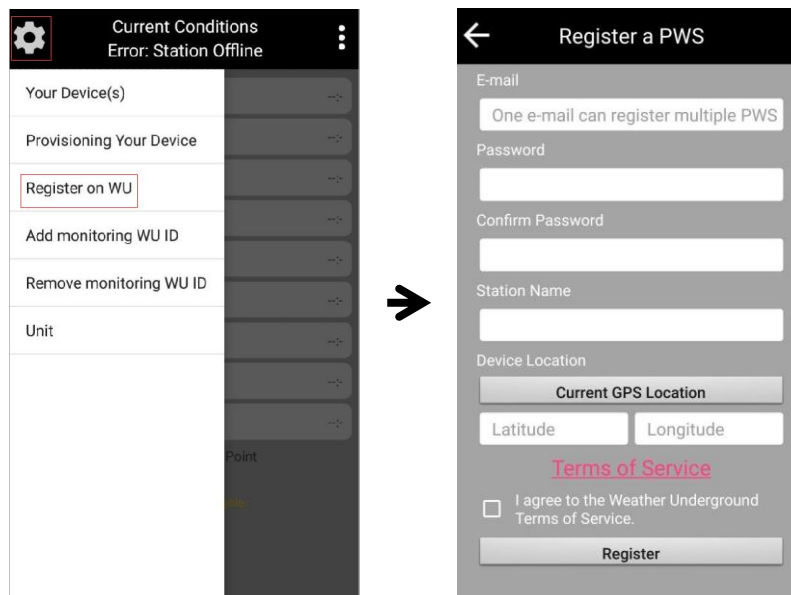 Current Conditions
Error: Station Offline
Your Device(s)
Provisioning Your Device
Register on WU
Add monitoring WU ID
Remove monitoring WU ID
Unit
--:-
--:-
--:-
--:-
--:-
--:-
--:-
--:-
--:-
Point
Register a PWS
E-mail
One e-mail can register multiple PWS
Password
Confirm Password
Station Name
Device Location
Current GPS Location
Latitude Longitude
Terms of Service
I agree to the Weather Underground
Terms of Service.
Register